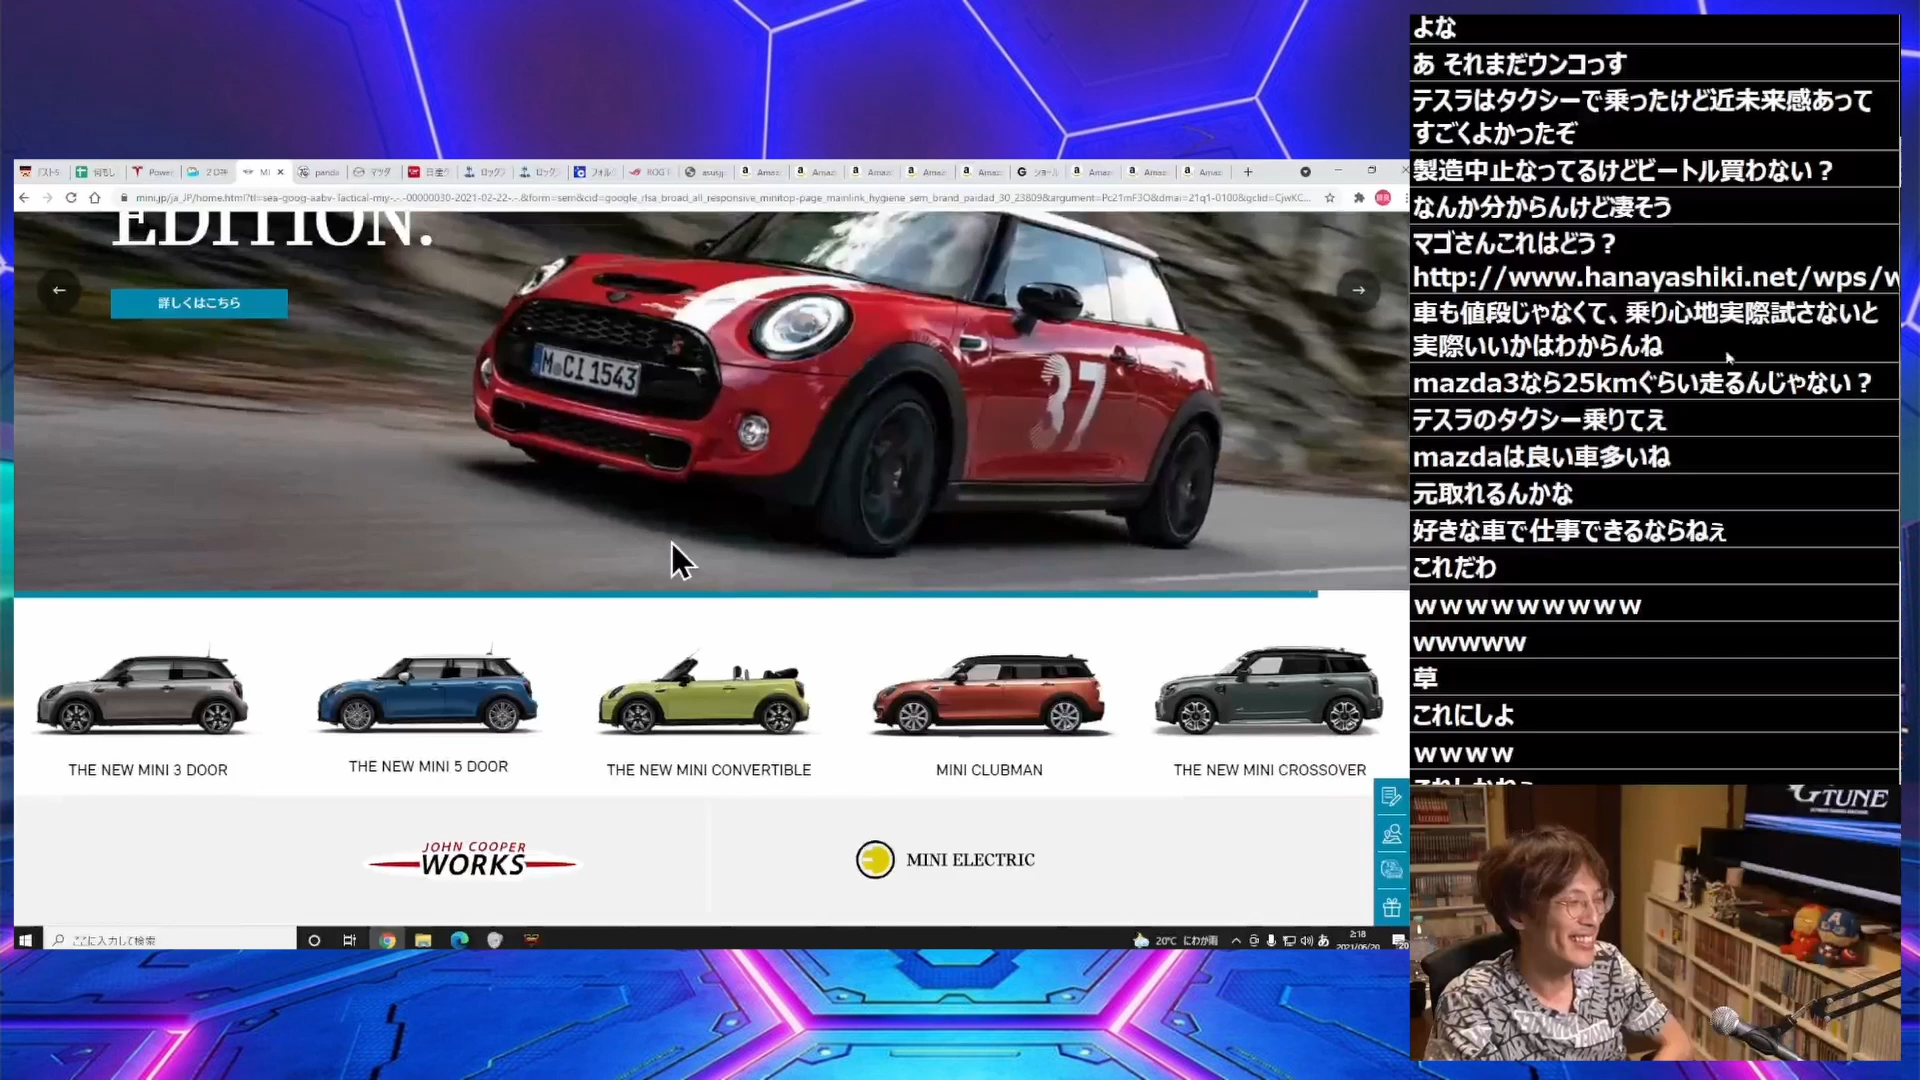 よな
あ それまだウンコっす
テスラはタクシーで乗ったけど近未来感あって
すごくよかったぞ
製造中止なってるけどビートル買わない？
なんか分からんけど凄そう
マゴさんこれはどう？
http://www.hanayashiki.net/wps/w
車も値段じゃなくて、乗り心地実際試さないと
実際いいかはわからんね
mazda3なら25kmぐらい走るんじゃない？
テスラのタクシー乗りてえ
mazdaは良い車多いね
元取れるんかな
好きな車で仕事できるならねぇ
これだわ
wwwwwwwww
wwwww
草
これにしよ
wwww
EDITION.
詳しくはこちら
M CI 1543
37
THE NEW MINI 3 DOOR
THE NEW MINI 5 DOOR
THE NEW MINI CONVERTIBLE
MINI CLUBMAN
THE NEW MINI CROSSOVER
JOHN COOPER
WORKS
MINI ELECTRIC
ここに入力して検索
20°C にわか雨
あ
2:18
2021/06/20
GTUNE